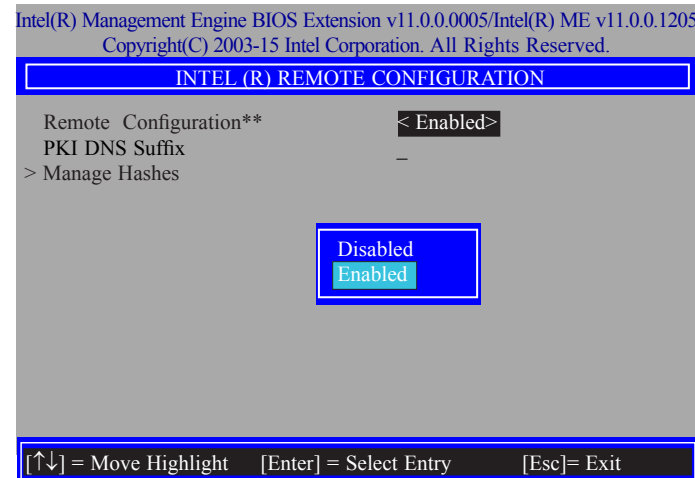 Intel(R) Management Engine BIOS Extension v11.0.0.0005/Intel(R) ME v11.0.0.1205
Copyright(C) 2003-15 Intel Corporation. All Rights Reserved.
INTEL (R) REMOTE CONFIGURATION
Remote Configuration** < Enabled>
PKI DNS Suffix _
> Manage Hashes
Disabled
Enabled
[↑↓] = Move Highlight [Enter] = Select Entry [Esc]= Exit